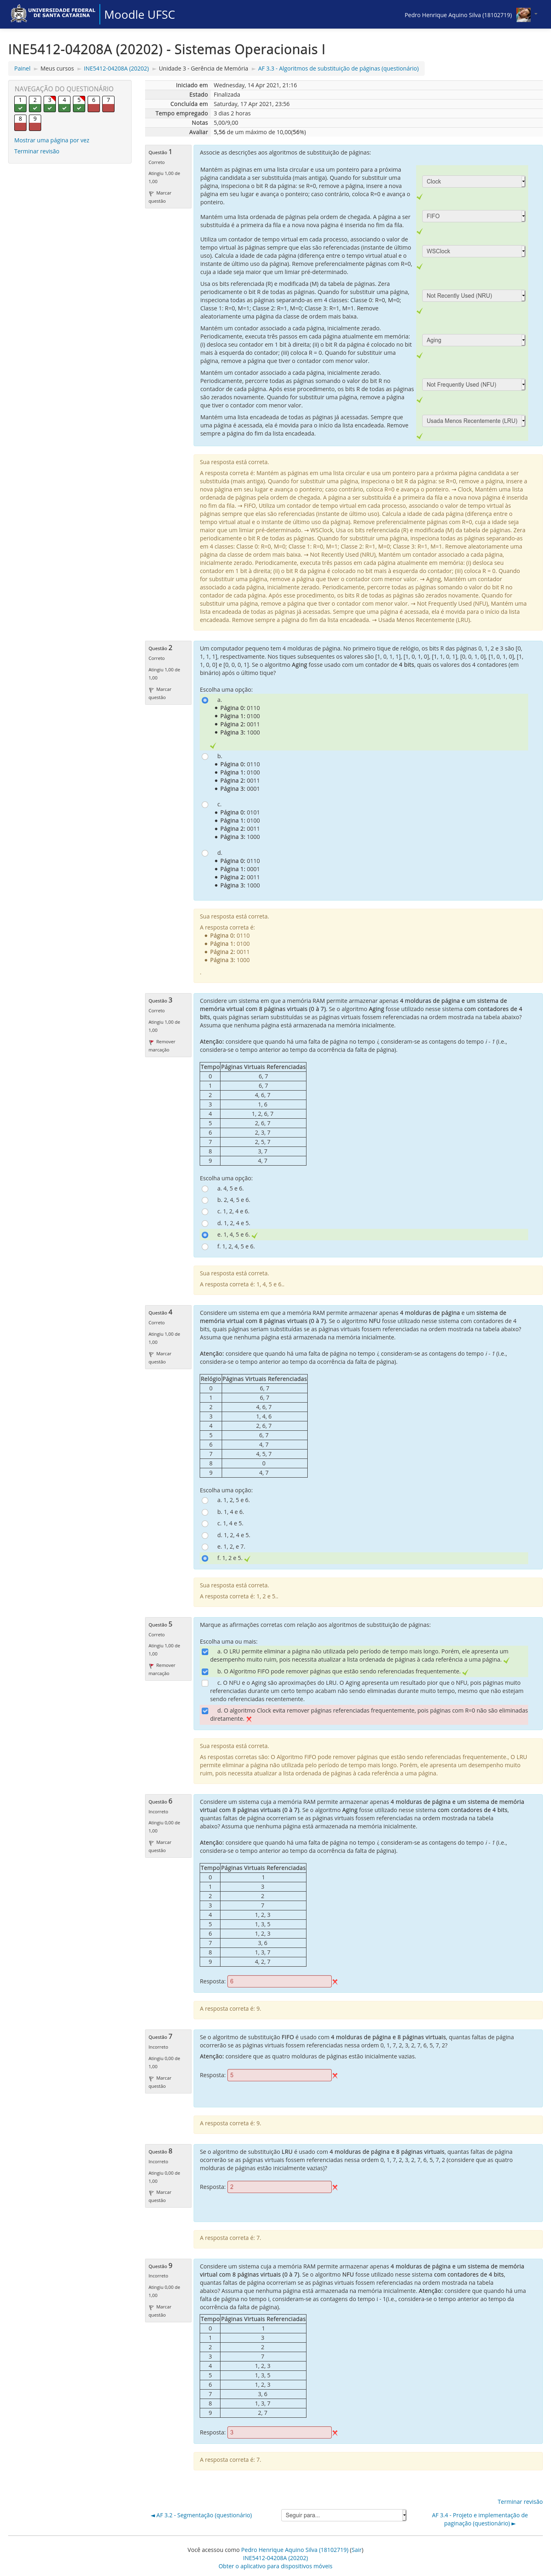 UNIVERSIDADE FEDERAL
DE SANTA CATARINA
Moodle UFSC
Pedro Henrique Aquino Silva (18102719)
INE5412-04208A (20202) - Sistemas Operacionais I
Painel
Meus cursos
INE5412-04208A (20202)
Unidade 3 - Gerência de Memória
AF 3.3 - Algoritmos de substituição de páginas (questionário)
NAVEGAÇÃO DO QUESTIONÁRIO
1 2 3 4 5 6 7
8 9
Mostrar uma página por vez
Terminar revisão
Iniciado em Wednesday, 14 Apr 2021, 21:16
Estado Finalizada
Concluída em Saturday, 17 Apr 2021, 23:56
Tempo empregado 3 dias 2 horas
Notas 5,00/9,00
Avaliar 5,56 de um máximo de 10,00(56%)
Questão 1
Correto
Atingiu 1,00 de
1,00
Marcar
questão
Associe as descrições aos algoritmos de substituição de páginas:
Mantém as páginas em uma lista circular e usa um ponteiro para a próxima
página candidata a ser substituída (mais antiga). Quando for substituir uma
página, inspeciona o bit R da página: se R=0, remove a página, insere a nova
página em seu lugar e avança o ponteiro; caso contrário, coloca R=0 e avança o
ponteiro.
Clock
Mantém uma lista ordenada de páginas pela ordem de chegada. A página a ser
substituída é a primeira da fila e a nova nova página é inserida no fim da fila.
FIFO
Utiliza um contador de tempo virtual em cada processo, associando o valor de
tempo virtual às páginas sempre que elas são referenciadas (instante de último
uso). Calcula a idade de cada página (diferença entre o tempo virtual atual e o
instante de último uso da página). Remove preferencialmente páginas com R=0,
cuja a idade seja maior que um limiar pré-determinado.
WSClock
Usa os bits referenciada (R) e modificada (M) da tabela de páginas. Zera
periodicamente o bit R de todas as páginas. Quando for substituir uma página,
inspeciona todas as páginas separando-as em 4 classes: Classe 0: R=0, M=0;
Classe 1: R=0, M=1; Classe 2: R=1, M=0; Classe 3: R=1, M=1. Remove
aleatoriamente uma página da classe de ordem mais baixa.
Not Recently Used (NRU)
Mantém um contador associado a cada página, inicialmente zerado.
Periodicamente, executa três passos em cada página atualmente em memória:
(i) desloca seu contador em 1 bit à direita; (ii) o bit R da página é colocado no bit
mais à esquerda do contador; (iii) coloca R = 0. Quando for substituir uma
página, remove a página que tiver o contador com menor valor.
Aging
Mantém um contador associado a cada página, inicialmente zerado.
Periodicamente, percorre todas as páginas somando o valor do bit R no
contador de cada página. Após esse procedimento, os bits R de todas as páginas
são zerados novamente. Quando for substituir uma página, remove a página
que tiver o contador com menor valor.
Not Frequently Used (NFU)
Mantém uma lista encadeada de todas as páginas já acessadas. Sempre que
uma página é acessada, ela é movida para o início da lista encadeada. Remove
sempre a página do fim da lista encadeada.
Usada Menos Recentemente (LRU)
Sua resposta está correta.
A resposta correta é: Mantém as páginas em uma lista circular e usa um ponteiro para a próxima página candidata a ser
substituída (mais antiga). Quando for substituir uma página, inspeciona o bit R da página: se R=0, remove a página, insere a
nova página em seu lugar e avança o ponteiro; caso contrário, coloca R=0 e avança o ponteiro. → Clock, Mantém uma lista
ordenada de páginas pela ordem de chegada. A página a ser substituída é a primeira da fila e a nova nova página é inserida
no fim da fila. → FIFO, Utiliza um contador de tempo virtual em cada processo, associando o valor de tempo virtual às
páginas sempre que elas são referenciadas (instante de último uso). Calcula a idade de cada página (diferença entre o
tempo virtual atual e o instante de último uso da página). Remove preferencialmente páginas com R=0, cuja a idade seja
maior que um limiar pré-determinado. → WSClock, Usa os bits referenciada (R) e modificada (M) da tabela de páginas. Zera
periodicamente o bit R de todas as páginas. Quando for substituir uma página, inspeciona todas as páginas separando-as
em 4 classes: Classe 0: R=0, M=0; Classe 1: R=0, M=1; Classe 2: R=1, M=0; Classe 3: R=1, M=1. Remove aleatoriamente uma
página da classe de ordem mais baixa. → Not Recently Used (NRU), Mantém um contador associado a cada página,
inicialmente zerado. Periodicamente, executa três passos em cada página atualmente em memória: (i) desloca seu
contador em 1 bit à direita; (ii) o bit R da página é colocado no bit mais à esquerda do contador; (iii) coloca R = 0. Quando
for substituir uma página, remove a página que tiver o contador com menor valor. → Aging, Mantém um contador
associado a cada página, inicialmente zerado. Periodicamente, percorre todas as páginas somando o valor do bit R no
contador de cada página. Após esse procedimento, os bits R de todas as páginas são zerados novamente. Quando for
substituir uma página, remove a página que tiver o contador com menor valor. → Not Frequently Used (NFU), Mantém uma
lista encadeada de todas as páginas já acessadas. Sempre que uma página é acessada, ela é movida para o início da lista
encadeada. Remove sempre a página do fim da lista encadeada. → Usada Menos Recentemente (LRU).
Questão 2
Correto
Atingiu 1,00 de
1,00
Marcar
questão
Um computador pequeno tem 4 molduras de página. No primeiro tique de relógio, os bits R das páginas 0, 1, 2 e 3 são [0,
1, 1, 1], respectivamente. Nos tiques subsequentes os valores são [1, 0, 1, 1], [1, 0, 1, 0], [1, 1, 0, 1], [0, 0, 1, 0], [1, 0, 1, 0], [1,
1, 0, 0] e [0, 0, 0, 1]. Se o algoritmo Aging fosse usado com um contador de 4 bits, quais os valores dos 4 contadores (em
binário) após o último tique?
Escolha uma opção:
a.
Página 0: 0110
Página 1: 0100
Página 2: 0011
Página 3: 1000
b.
Página 0: 0110
Página 1: 0100
Página 2: 0011
Página 3: 0001
c.
Página 0: 0101
Página 1: 0100
Página 2: 0011
Página 3: 1000
d.
Página 0: 0110
Página 1: 0001
Página 2: 0011
Página 3: 1000
Sua resposta está correta.
A resposta correta é:
Página 0: 0110
Página 1: 0100
Página 2: 0011
Página 3: 1000
.
Questão 3
Correto
Atingiu 1,00 de
1,00
Remover
marcação
Considere um sistema em que a memória RAM permite armazenar apenas 4 molduras de página e um sistema de
memória virtual com 8 páginas virtuais (0 à 7). Se o algoritmo Aging fosse utilizado nesse sistema com contadores de 4
bits, quais páginas seriam substituídas se as páginas virtuais fossem referenciadas na ordem mostrada na tabela abaixo?
Assuma que nenhuma página está armazenada na memória inicialmente.
Atenção: considere que quando há uma falta de página no tempo i, consideram-se as contagens do tempo i - 1 (i.e.,
considera-se o tempo anterior ao tempo da ocorrência da falta de página).
Tempo Páginas Virtuais Referenciadas
0 6, 7
1 6, 7
2 4, 6, 7
3 1, 6
4 1, 2, 6, 7
5 2, 6, 7
6 2, 3, 7
7 2, 5, 7
8 3, 7
9 4, 7
Escolha uma opção:
a. 4, 5 e 6.
b. 2, 4, 5 e 6.
c. 1, 2, 4 e 6.
d. 1, 2, 4 e 5.
e. 1, 4, 5 e 6.
f. 1, 2, 4, 5 e 6.
Sua resposta está correta.
A resposta correta é: 1, 4, 5 e 6..
Questão 4
Correto
Atingiu 1,00 de
1,00
Marcar
questão
Considere um sistema em que a memória RAM permite armazenar apenas 4 molduras de página e um sistema de
memória virtual com 8 páginas virtuais (0 à 7). Se o algoritmo NFU fosse utilizado nesse sistema com contadores de 4
bits, quais páginas seriam substituídas se as páginas virtuais fossem referenciadas na ordem mostrada na tabela abaixo?
Assuma que nenhuma página está armazenada na memória inicialmente.
Atenção: considere que quando há uma falta de página no tempo i, consideram-se as contagens do tempo i - 1 (i.e.,
considera-se o tempo anterior ao tempo da ocorrência da falta de página).
Relógio Páginas Virtuais Referenciadas
0 6, 7
1 6, 7
2 4, 6, 7
3 1, 4, 6
4 2, 6, 7
5 6, 7
6 4, 7
7 4, 5, 7
8 0
9 4, 7
Escolha uma opção:
a. 1, 2, 5 e 6.
b. 1, 4 e 6.
c. 1, 4 e 5.
d. 1, 2, 4 e 5.
e. 1, 2, e 7.
f. 1, 2 e 5.
Sua resposta está correta.
A resposta correta é: 1, 2 e 5..
Questão 5
Correto
Atingiu 1,00 de
1,00
Remover
marcação
Marque as afirmações corretas com relação aos algoritmos de substituição de páginas:
Escolha uma ou mais:
a. O LRU permite eliminar a página não utilizada pelo período de tempo mais longo. Porém, ele apresenta um
desempenho muito ruim, pois necessita atualizar a lista ordenada de páginas à cada referência a uma página.
b. O Algoritmo FIFO pode remover páginas que estão sendo referenciadas frequentemente.
c. O NFU e o Aging são aproximações do LRU. O Aging apresenta um resultado pior que o NFU, pois páginas muito
referenciadas durante um certo tempo acabam não sendo eliminadas durante muito tempo, mesmo que não estejam
sendo referenciadas recentemente.
d. O algoritmo Clock evita remover páginas referenciadas frequentemente, pois páginas com R=0 não são eliminadas
diretamente.
Sua resposta está correta.
As respostas corretas são: O Algoritmo FIFO pode remover páginas que estão sendo referenciadas frequentemente., O LRU
permite eliminar a página não utilizada pelo período de tempo mais longo. Porém, ele apresenta um desempenho muito
ruim, pois necessita atualizar a lista ordenada de páginas à cada referência a uma página.
Questão 6
Incorreto
Atingiu 0,00 de
1,00
Marcar
questão
Considere um sistema cuja a memória RAM permite armazenar apenas 4 molduras de página e um sistema de memória
virtual com 8 páginas virtuais (0 à 7). Se o algoritmo Aging fosse utilizado nesse sistema com contadores de 4 bits,
quantas faltas de página ocorreriam se as páginas virtuais fossem referenciadas na ordem mostrada na tabela
abaixo? Assuma que nenhuma página está armazenada na memória inicialmente.
Atenção: considere que quando há uma falta de página no tempo i, consideram-se as contagens do tempo i - 1 (i.e.,
considera-se o tempo anterior ao tempo da ocorrência da falta de página).
Tempo Páginas Virtuais Referenciadas
0 1
1 3
2 2
3 7
4 1, 2, 3
5 1, 3, 5
6 1, 2, 3
7 3, 6
8 1, 3, 7
9 4, 2, 7
Resposta: 6
A resposta correta é: 9.
Questão 7
Incorreto
Atingiu 0,00 de
1,00
Marcar
questão
Se o algoritmo de substituição FIFO é usado com 4 molduras de página e 8 páginas virtuais, quantas faltas de página
ocorrerão se as páginas virtuais fossem referenciadas nessa ordem 0, 1, 7, 2, 3, 2, 7, 6, 5, 7, 2?
Atenção: considere que as quatro molduras de páginas estão inicialmente vazias.
Resposta: 5
A resposta correta é: 9.
Questão 8
Incorreto
Atingiu 0,00 de
1,00
Marcar
questão
Se o algoritmo de substituição LRU é usado com 4 molduras de página e 8 páginas virtuais, quantas faltas de página
ocorrerão se as páginas virtuais fossem referenciadas nessa ordem 0, 1, 7, 2, 3, 2, 7, 6, 5, 7, 2 (considere que as quatro
molduras de páginas estão inicialmente vazias)?
Resposta: 2
A resposta correta é: 7.
Questão 9
Incorreto
Atingiu 0,00 de
1,00
Marcar
questão
Considere um sistema cuja a memória RAM permite armazenar apenas 4 molduras de página e um sistema de memória
virtual com 8 páginas virtuais (0 à 7). Se o algoritmo NFU fosse utilizado nesse sistema com contadores de 4 bits,
quantas faltas de página ocorreriam se as páginas virtuais fossem referenciadas na ordem mostrada na tabela
abaixo? Assuma que nenhuma página está armazenada na memória inicialmente. Atenção: considere que quando há uma
falta de página no tempo i, consideram-se as contagens do tempo i - 1(i.e., considera-se o tempo anterior ao tempo da
ocorrência da falta de página).
Tempo Páginas Virtuais Referenciadas
0 1
1 3
2 2
3 7
4 1, 2, 3
5 1, 3, 5
6 1, 2, 3
7 3, 6
8 1, 3, 7
9 2, 7
Resposta: 3
A resposta correta é: 7.
Terminar revisão
◄ AF 3.2 - Segmentação (questionário)
Seguir para...
AF 3.4 - Projeto e implementação de
paginação (questionário) ►
Você acessou como Pedro Henrique Aquino Silva (18102719) (Sair)
INE5412-04208A (20202)
Obter o aplicativo para dispositivos móveis